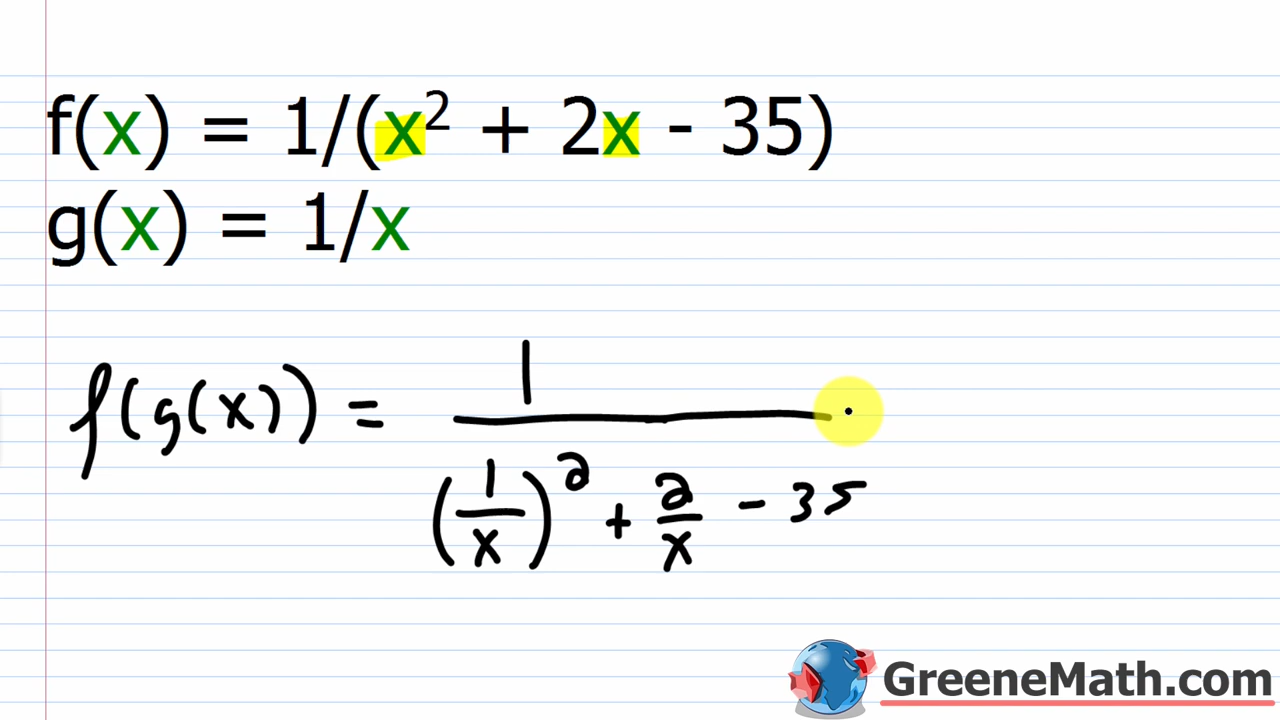 f(x) = 1/(x² + 2x - 35)
g(x) = 1/x
f(g(x)) = 1
(1/x)² + 2/x - 35
GreeneMath.com